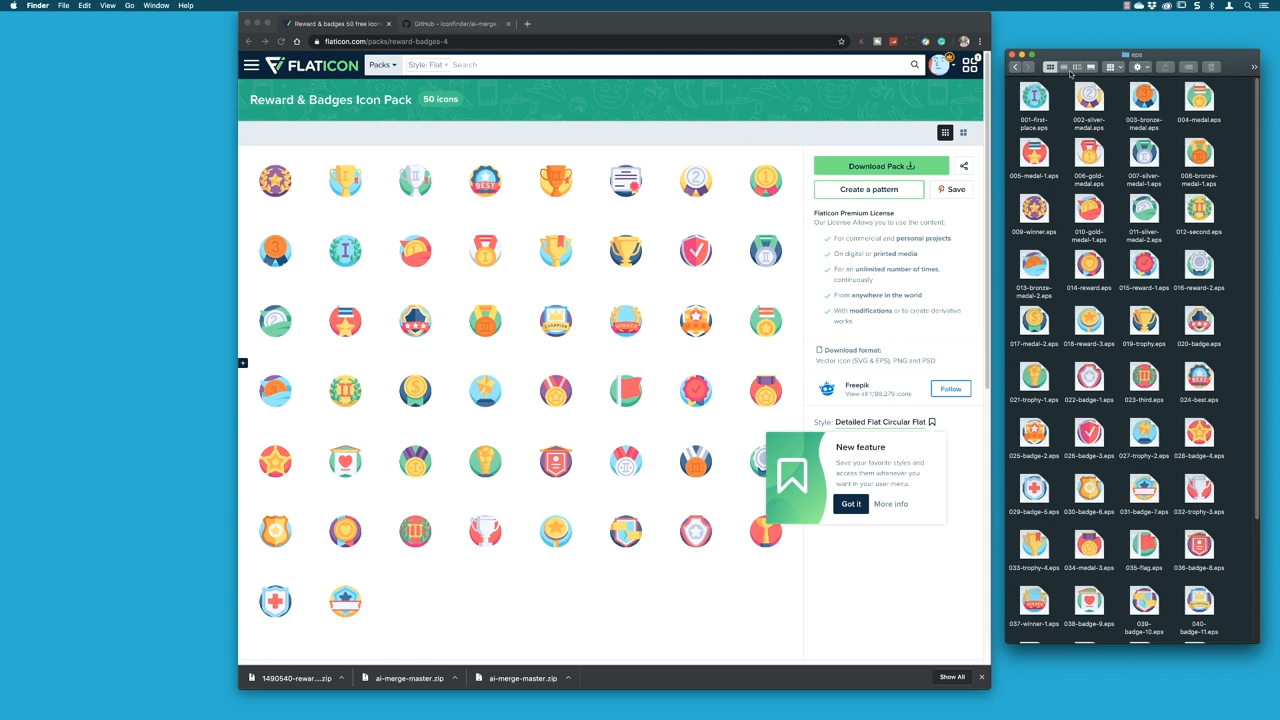 Finder File Edit View Go Window Help
Reward & badges 50 free icon
GitHub - iconfinder/ai-merge:
flaticon.com/packs/reward-badges-4
FLATICON
Packs
Style: Flat × Search
Reward & Badges Icon Pack
50 icons
BEST
CHAMPION
WINNER
Download Pack
Create a pattern
Save
Flaticon Premium License
Our License Allows you to use the content:
For commercial and personal projects
On digital or printed media
For an unlimited number of times,
continuously
From anywhere in the world
With modifications or to create derivative
works
Download format:
Vector icon (SVG & EPS), PNG and PSD
Freepik
View all 1,188,279 icons
Follow
Style: Detailed Flat Circular Flat
New feature
Save your favorite styles and
access them whenever you
want in your user menu.
Got it
More info
1490540-rewar....zip
ai-merge-master.zip
ai-merge-master.zip
Show All
eps
001-first-
place.eps
002-silver-
medal.eps
003-bronze-
medal.eps
004-medal.eps
005-medal-1.eps
006-gold-
medal.eps
007-silver-
medal-1.eps
008-bronze-
medal-1.eps
009-winner.eps
010-gold-
medal-1.eps
011-silver-
medal-2.eps
012-second.eps
013-bronze-
medal-2.eps
014-reward.eps
015-reward-1.eps
016-reward-2.eps
017-medal-2.eps
018-reward-3.eps
019-trophy.eps
020-badge.eps
021-trophy-1.eps
022-badge-1.eps
023-third.eps
024-best.eps
025-badge-2.eps
026-badge-3.eps
027-trophy-2.eps
028-badge-4.eps
029-badge-5.eps
030-badge-6.eps
031-badge-7.eps
032-trophy-3.eps
033-trophy-4.eps
034-medal-3.eps
035-flag.eps
036-badge-8.eps
037-winner-1.eps
038-badge-9.eps
039-
badge-10.eps
040-
badge-11.eps